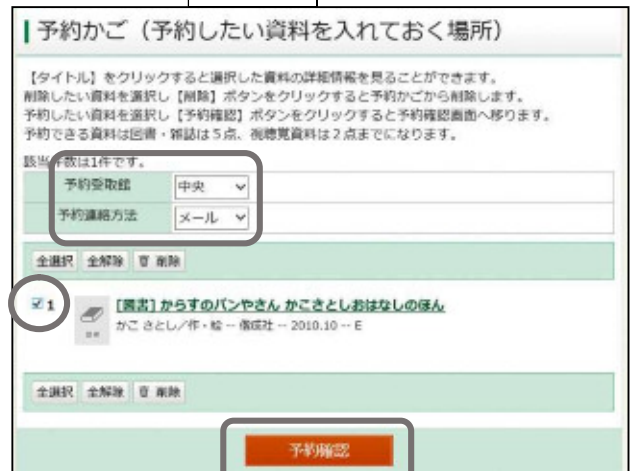 予約かご（予約したい資料を入れておく場所）
【タイトル】をクリックすると選択した資料の詳細情報を見ることができます。
削除したい資料を選択し【削除】ボタンをクリックすると予約かごから削除します。
予約したい資料を選択し【予約確認】ボタンをクリックすると予約確認画面へ移ります。
予約できる資料は図書・雑誌は5点、視聴覚資料は2点までになります。
該当件数は1件です。
予約受取館 中央
予約連絡方法 メール
全選択 全解除 削除
1 [図書] からすのパンやさん かこさとしおはなしのほん
かこ さとし／作・絵 -- 偕成社 -- 2010.10 -- E
全選択 全解除 削除
予約確認